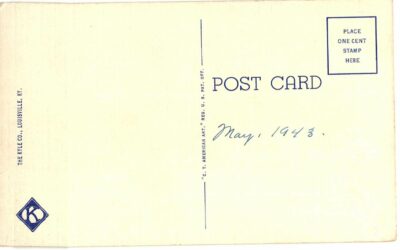 PLACE
ONE CENT
STAMP
HERE
POST CARD
May, 1943.
THE KYLE CO., LOUISVILLE, KY.
K
"C. T. AMERICAN ART," REG. U. S. PAT. OFF.